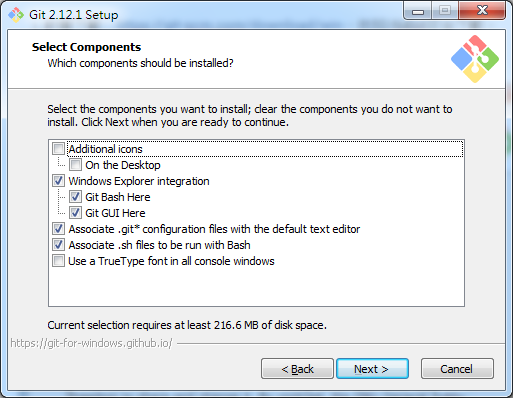 Git 2.12.1 Setup
Select Components
Which components should be installed?
Select the components you want to install; clear the components you do not want to
install. Click Next when you are ready to continue.
Additional icons
On the Desktop
Windows Explorer integration
Git Bash Here
Git GUI Here
Associate .git* configuration files with the default text editor
Associate .sh files to be run with Bash
Use a TrueType font in all console windows
Current selection requires at least 216.6 MB of disk space.
https://git-for-windows.github.io/
< Back
Next >
Cancel